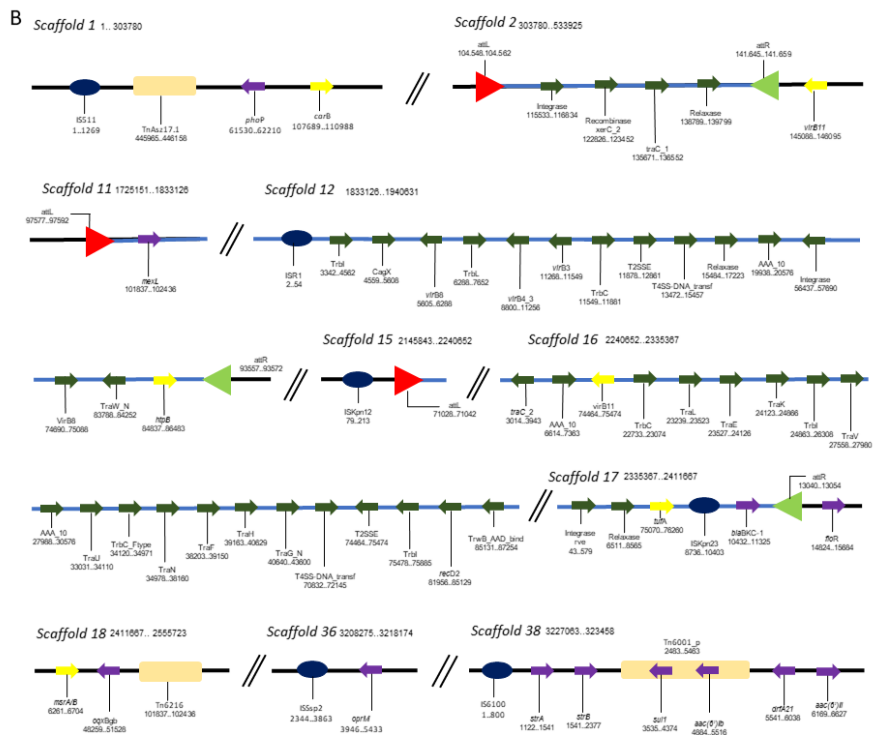 B
Scaffold 1 1.. 303780
Scaffold 2 303780..533925
attL
104.548.104.562
attR
141.645..141.659
IS511
1..1269
TnAsz17.1
445965..446158
phoP
61530..62210
carB
107689..110988
Integrase
115533..116834
Recombinase
xerC_2
122826..123452
traC_1
135671..136552
Relaxase
138789..139799
virB11
145088..146095
Scaffold 11 1725151..1833126
Scaffold 12 1833126..1940631
attL
97577..97592
mexL
101837..102436
ISR1
2..54
TrbI
3342..4562
CagX
4559..5608
virB8
5605..6288
TrbL
6288..7652
virB4_3
8800..11256
virB3
11268..11549
TrbC
11549..11881
T2SSE
11878..12861
T4SS-DNA_transf
13472..15457
Relaxase
15484...17223
AAA_10
19938..20576
Integrase
56437..57690
Scaffold 15 2145843..2240652
Scaffold 16 2240652..2335367
attR
93557..93572
VirB8
74690..75088
TraW_N
83788..84252
htpB
84837..86483
ISKpn12
79..213
attL
71028..71042
traC_2
3014..3943
AAA_10
6614..7363
virB11
74464..75474
TrbC
22733..23074
TraL
23239..23523
TraE
23527..24126
TraK
24123..24866
TrbI
24863..26308
TraV
27558..27980
Scaffold 17 2335367..2411667
attR
13040..13054
AAA_10
27988..30576
TraU
33031..34110
TrbC_Ftype
34120..34971
TraN
34978..38160
TraF
38203..39150
TraH
39163..40629
TraG_N
40640..43600
T4SS-DNA_transf
70832..72145
T2SSE
74464..75474
TrbI
75478..75885
recD2
81956..85129
TrwB_AAD_bind
85131..87254
Integrase
rve
43..579
Relaxase
6511..8565
tufA
75070..76260
ISKpn23
8736..10403
blaBKC-1
10432..11325
floR
14824..15884
Scaffold 18 2411667.. 2555723
Scaffold 36 3208275..3218174
Scaffold 38 3227063..323458
Tn6001_p
2483..5463
msrA/B
6261..6704
oqxBgb
48259..51528
Tn6216
101837..102436
ISSsp2
2344..3863
oprM
3946..5433
IS6100
1..800
strA
1122..1541
strB
1541..2377
sul1
3535..4374
aac(6')Ib
4884..5516
drfA21
5541..6038
aac(6')Il
6169..6627